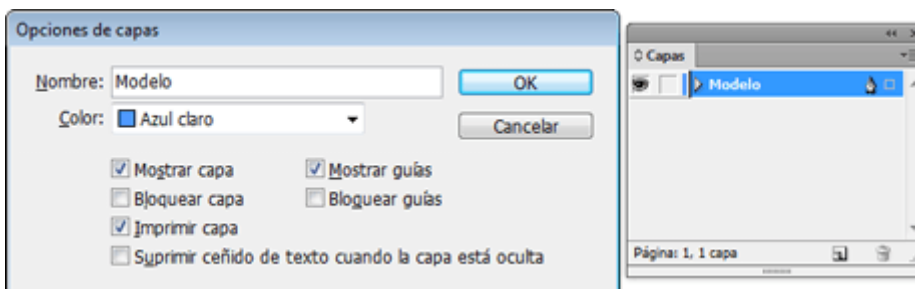 Opciones de capas
Nombre: Modelo
OK
Color: Azul claro
Cancelar
Mostrar capa
Mostrar guías
Bloquear capa
Bloquear guías
Imprimir capa
Suprimir ceñido de texto cuando la capa está oculta
Capas
Modelo
Página: 1, 1 capa